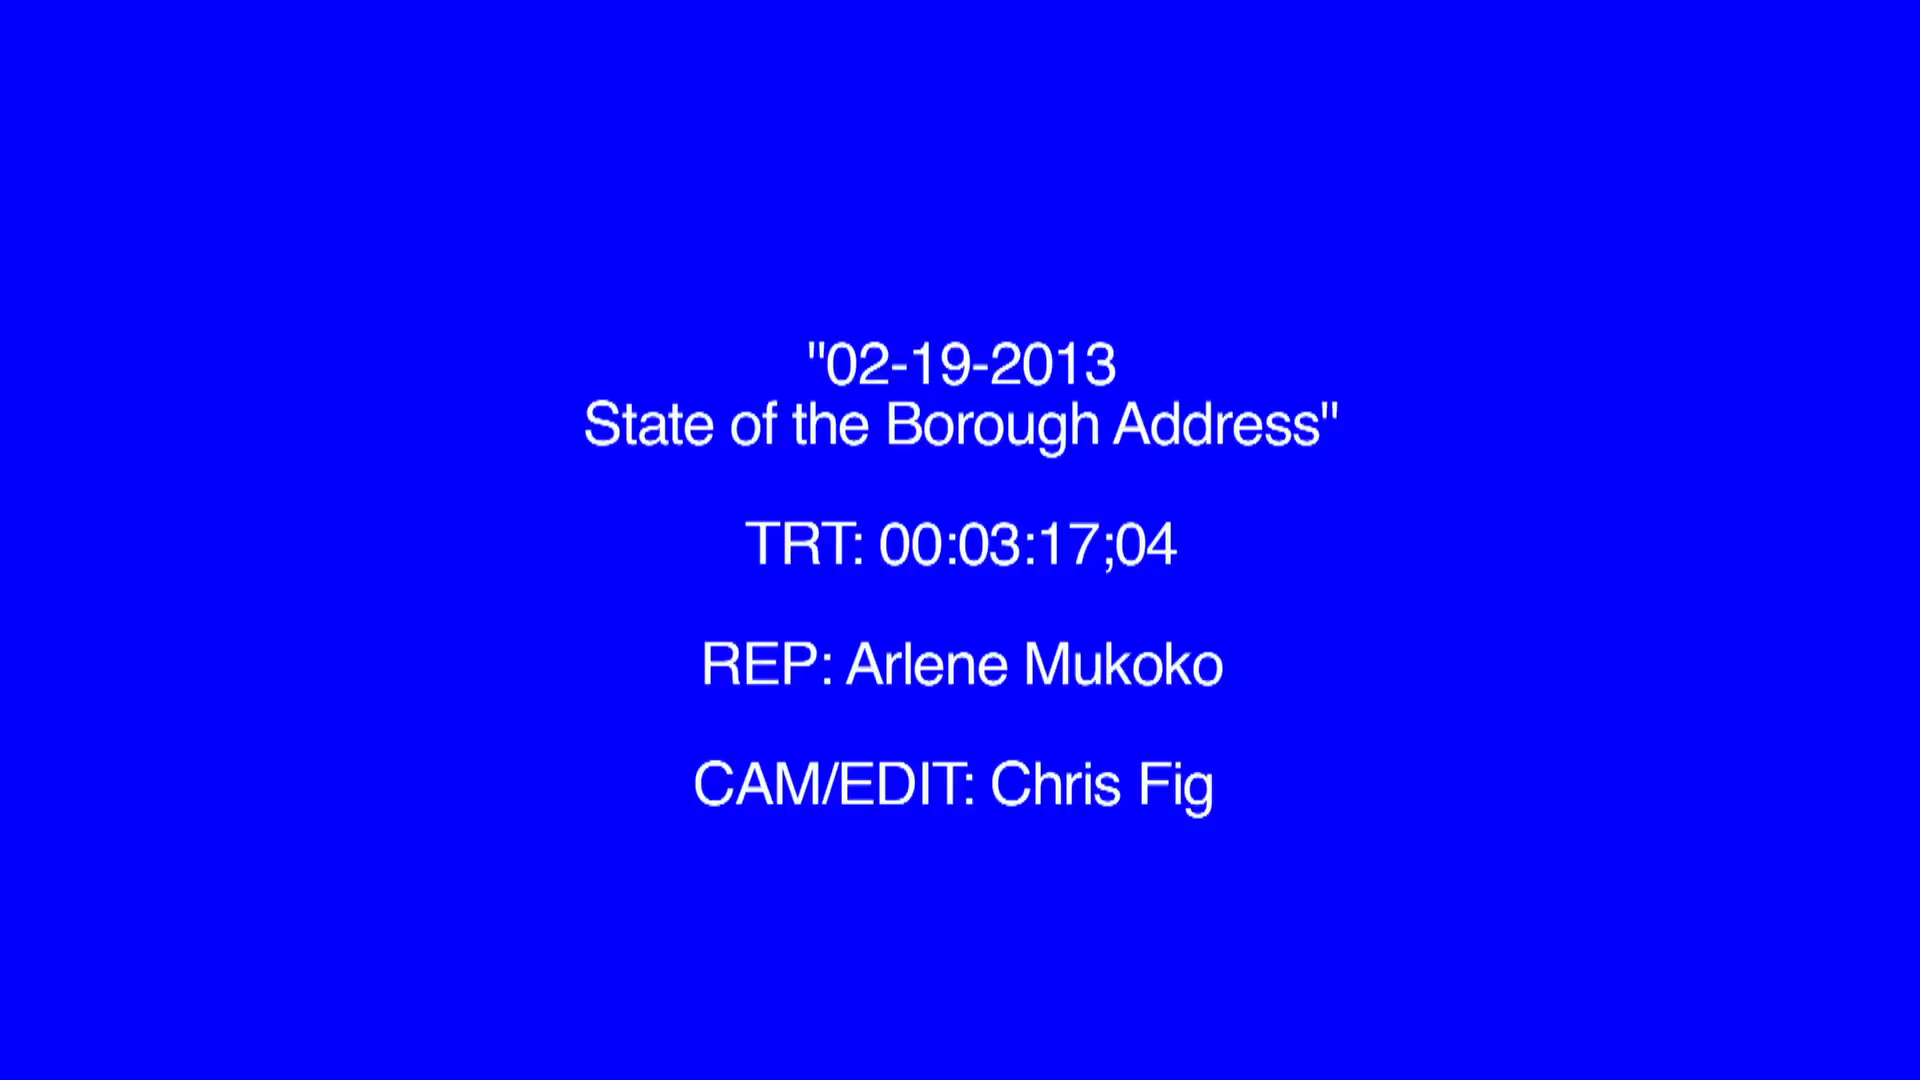 "02-19-2013
State of the Borough Address"
TRT: 00:03:17;04
REP: Arlene Mukoko
CAM/EDIT: Chris Fig